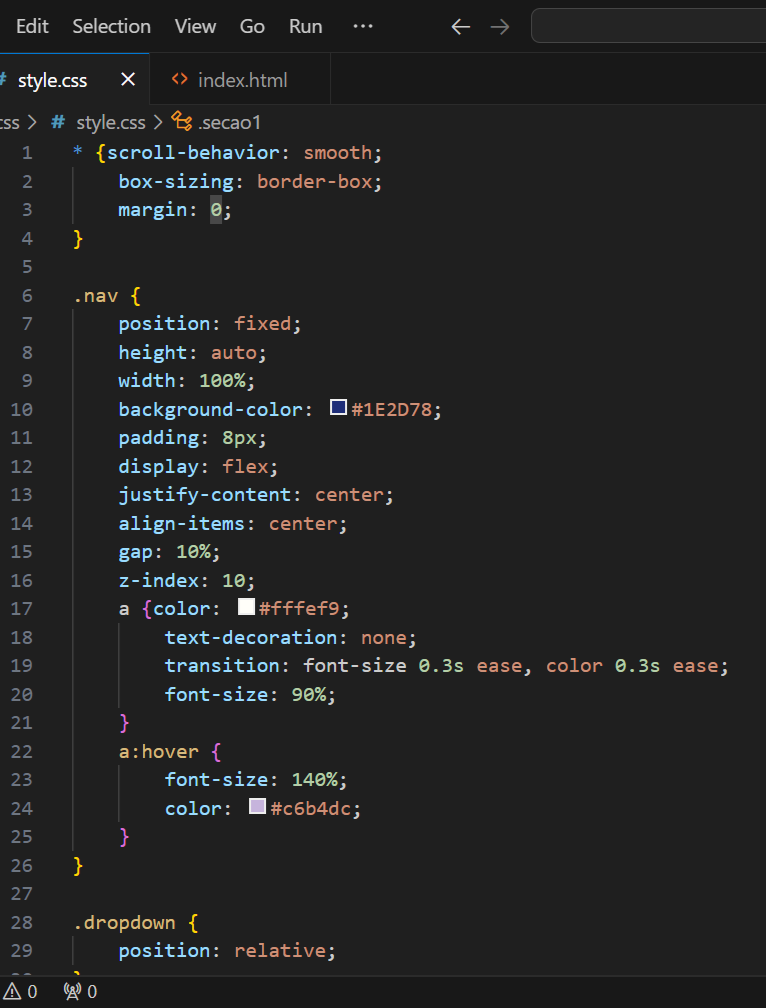 Edit Selection View Go Run ···
# style.css × <> index.html
css > # style.css > .secao1
1 * {scroll-behavior: smooth;
2 box-sizing: border-box;
3 margin: 0;
4 }
5
6 .nav {
7 position: fixed;
8 height: auto;
9 width: 100%;
10 background-color: #1E2D78;
11 padding: 8px;
12 display: flex;
13 justify-content: center;
14 align-items: center;
15 gap: 10%;
16 z-index: 10;
17 a {color: #fffef9;
18 text-decoration: none;
19 transition: font-size 0.3s ease, color 0.3s ease;
20 font-size: 90%;
21 }
22 a:hover {
23 font-size: 140%;
24 color: #c6b4dc;
25 }
26 }
27
28 .dropdown {
29 position: relative;
0 0